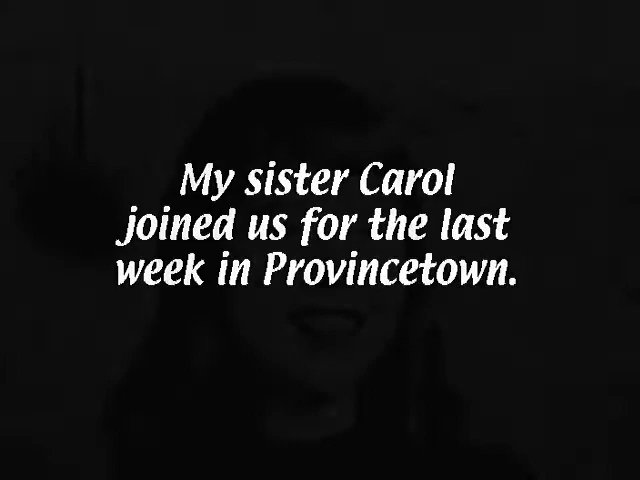 My sister Carol
joined us for the last
week in Provincetown.